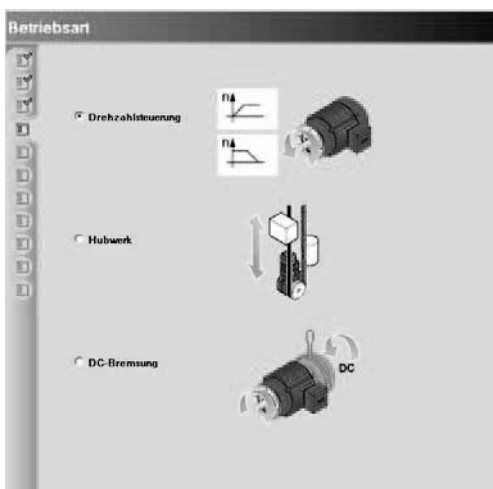 Betriebsart
n
Drehzahlsteuerung
n
Hubwerk
DC-Bremsung
DC